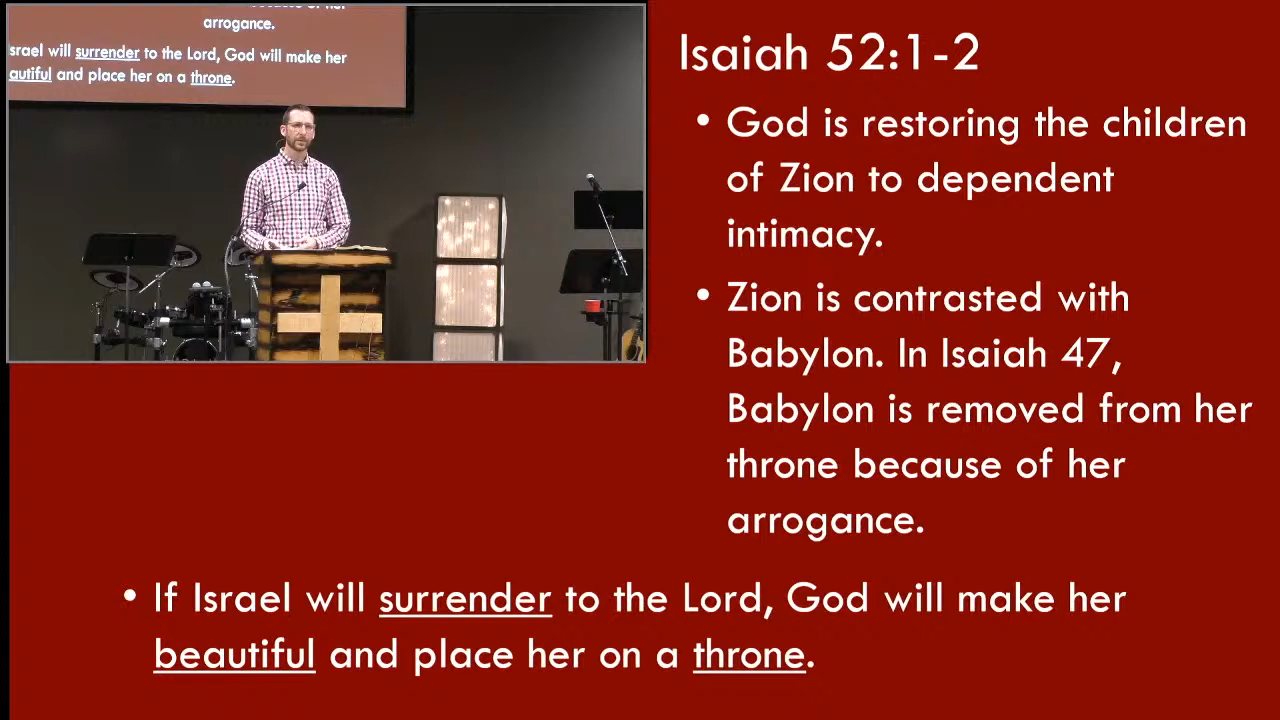 arrogance.
srael will surrender to the Lord, God will make her
autiful and place her on a throne.
Isaiah 52:1-2
• God is restoring the children
of Zion to dependent
intimacy.
• Zion is contrasted with
Babylon. In Isaiah 47,
Babylon is removed from her
throne because of her
arrogance.
• If Israel will surrender to the Lord, God will make her
beautiful and place her on a throne.